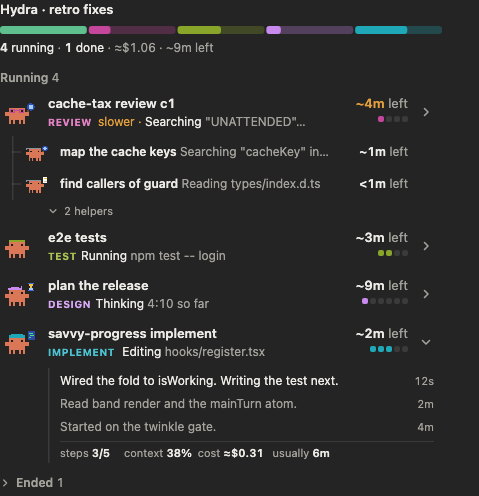 Hydra · retro fixes
4 running · 1 done · ≈$1.06 · ~9m left
Running 4
cache-tax review c1 ~4m left
REVIEW slower · Searching "UNATTENDED"...
map the cache keys Searching "cacheKey" in... ~1m left
find callers of guard Reading types/index.d.ts <1m left
2 helpers
e2e tests ~3m left
TEST Running npm test -- login
plan the release ~9m left
DESIGN Thinking 4:10 so far
savvy-progress implement ~2m left
IMPLEMENT Editing hooks/register.tsx
Wired the fold to isWorking. Writing the test next. 12s
Read band render and the mainTurn atom. 2m
Started on the twinkle gate. 4m
steps 3/5 context 38% cost ≈$0.31 usually 6m
Ended 1